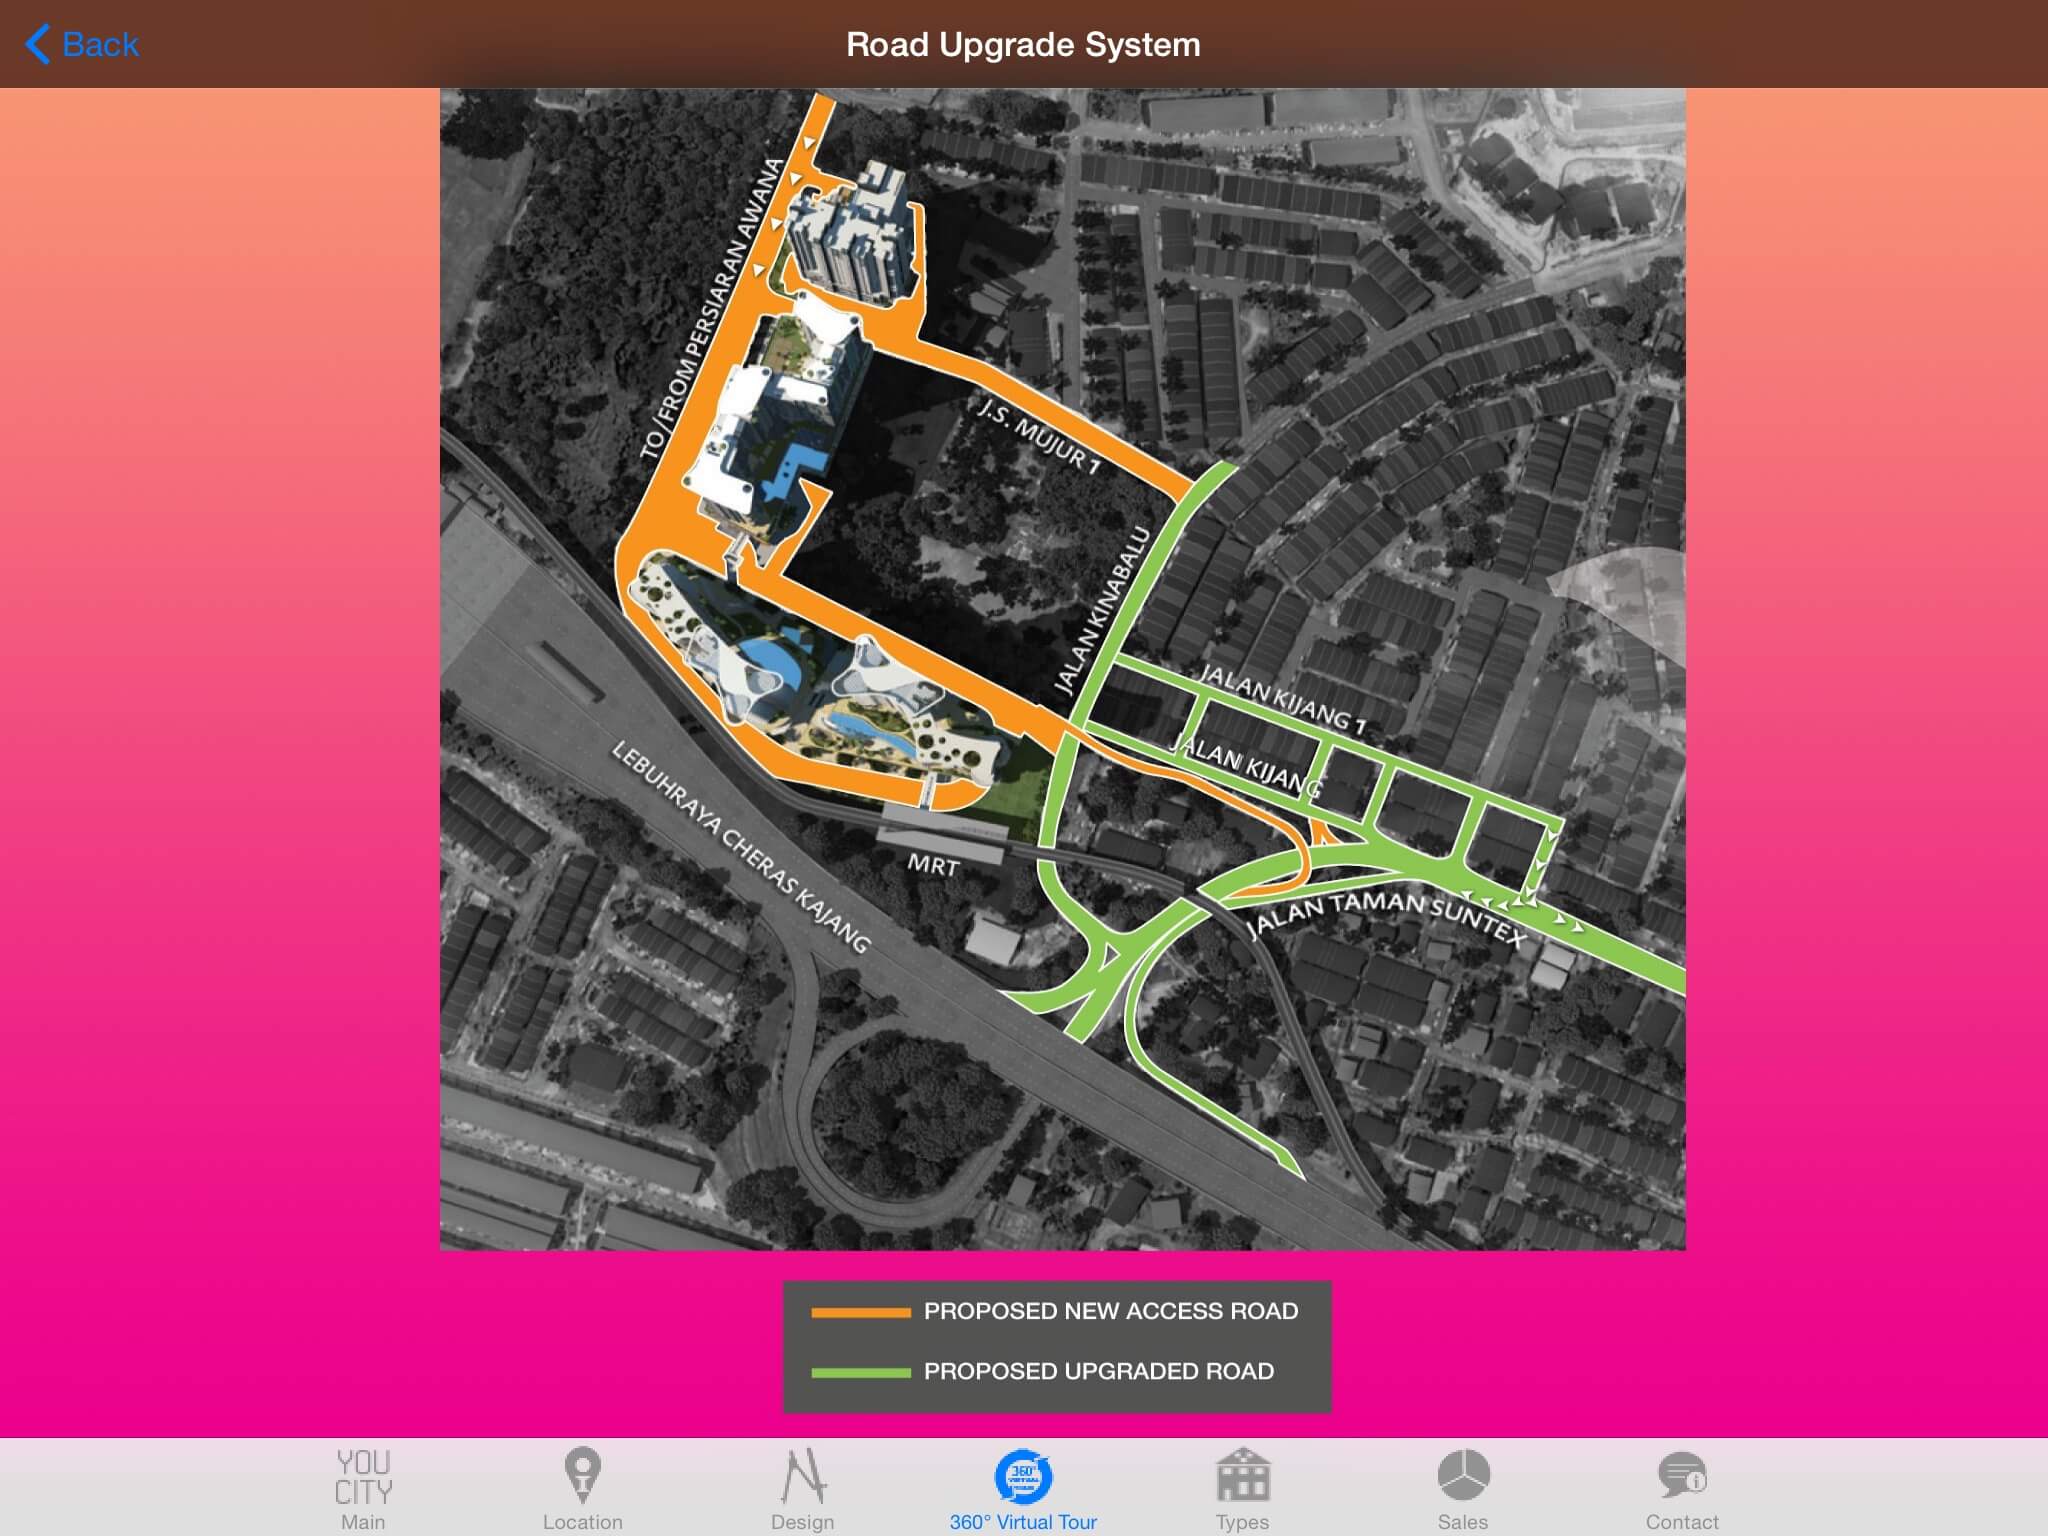 Back
Road Upgrade System
TO/FROM PERSIARAN AWANA
J.S. MUJUR 1
JALAN KINABALU
JALAN KIJANG 1
JALAN KIJANG
LEBUHRAYA CHERAS KAJANG
MRT
JALAN TAMAN SUNTEX
PROPOSED NEW ACCESS ROAD
PROPOSED UPGRADED ROAD
YOU
CITY
360°
Main
Location
Design
360° Virtual Tour
Types
Sales
Contact